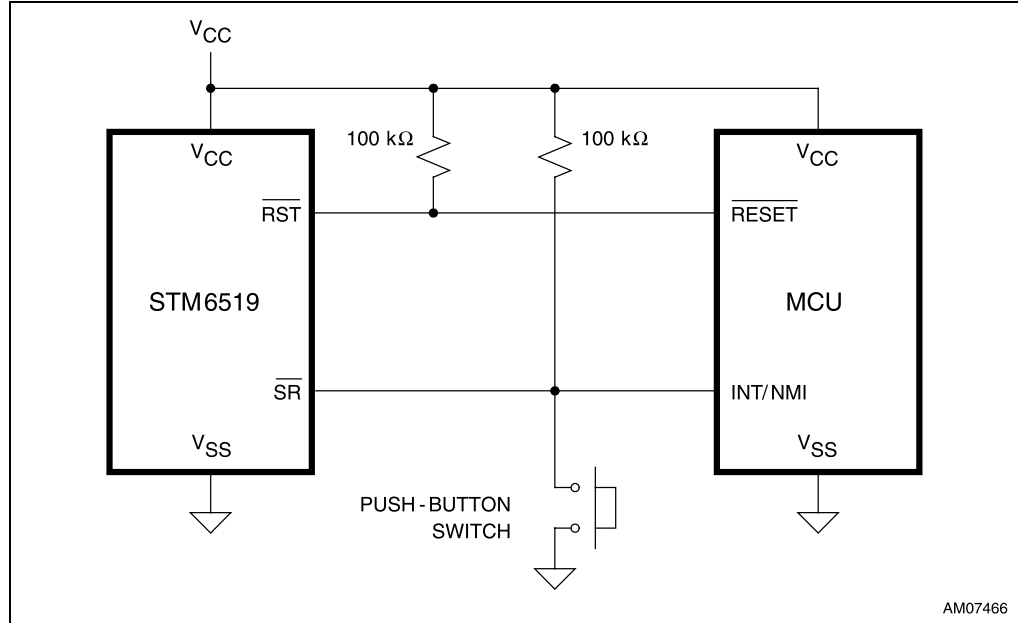 VCC
100 kΩ
100 kΩ
VCC
RST
STM6519
SR
VSS
VCC
RESET
MCU
INT/NMI
VSS
PUSH-BUTTON
SWITCH
AM07466